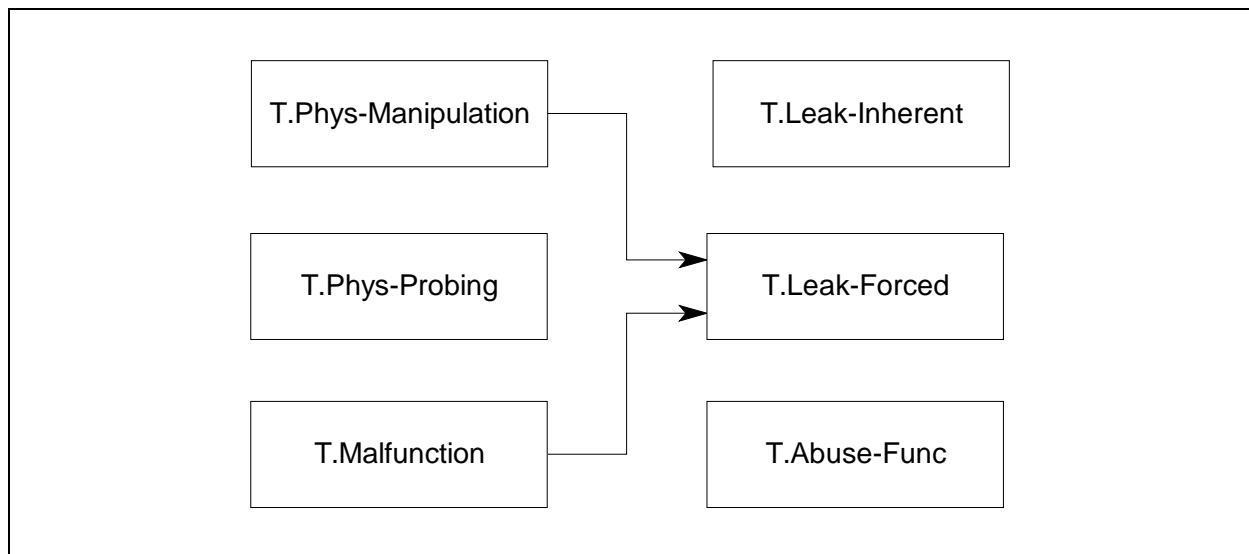 T.Phys-Manipulation
T.Leak-Inherent
T.Phys-Probing
T.Leak-Forced
T.Malfunction
T.Abuse-Func